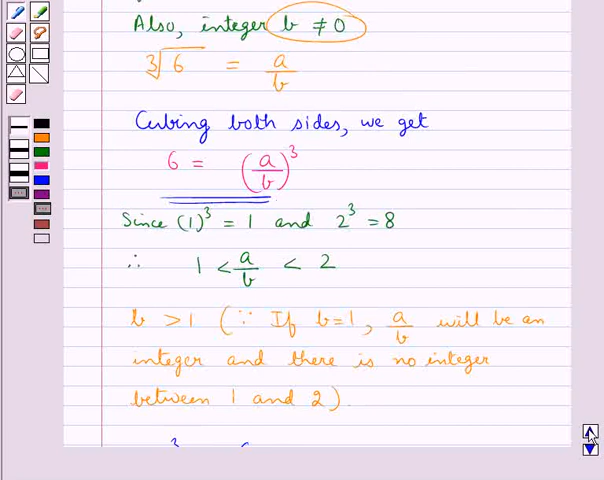 Also, integer b ≠ 0
∛6 = a/b
Cubing both sides, we get
6 = (a/b)³
Since (1)³ = 1 and 2³ = 8
∴ 1 < a/b < 2
b > 1 (∵ If b=1, a/b will be an
integer and there is no integer
between 1 and 2).